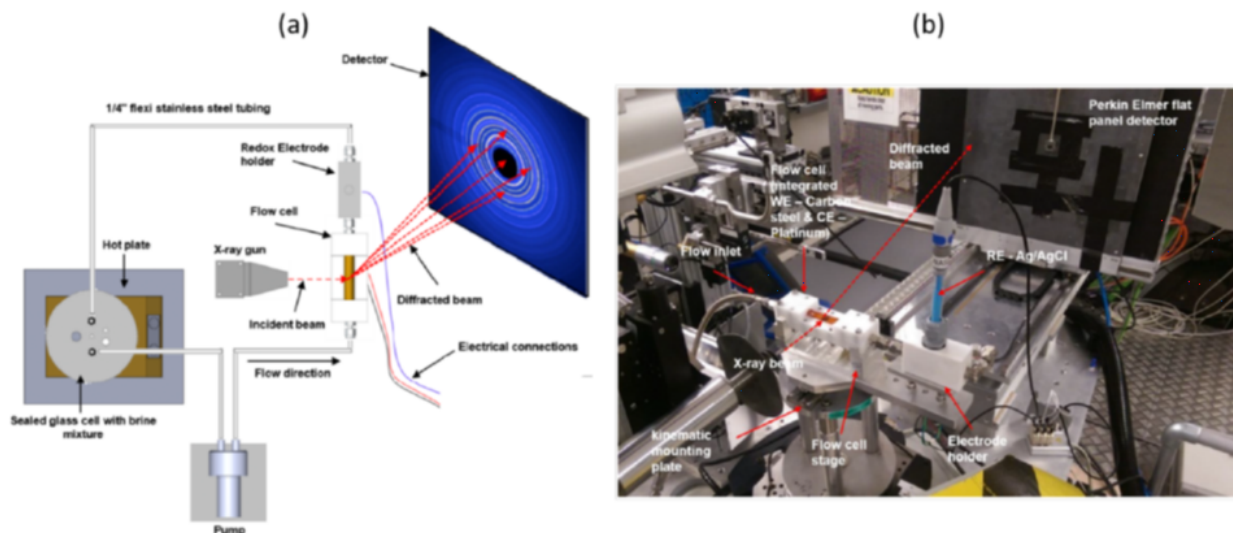 (a)
Detector
1/4" flexi stainless steel tubing
Redox Electrode
holder
Flow cell
X-ray gun
Hot plate
Incident beam
Diffracted beam
Electrical connections
Flow direction
Sealed glass cell with brine
mixture
Pump
(b)
CAUTION
Perkin Elmer flat
panel detector
Diffracted
beam
Flow cell
(integrated
WE – Carbon
steel & CE –
Platinum)
Flow inlet
RE - Ag/AgCl
X-ray beam
kinematic
mounting
plate
Flow cell
stage
Electrode
holder